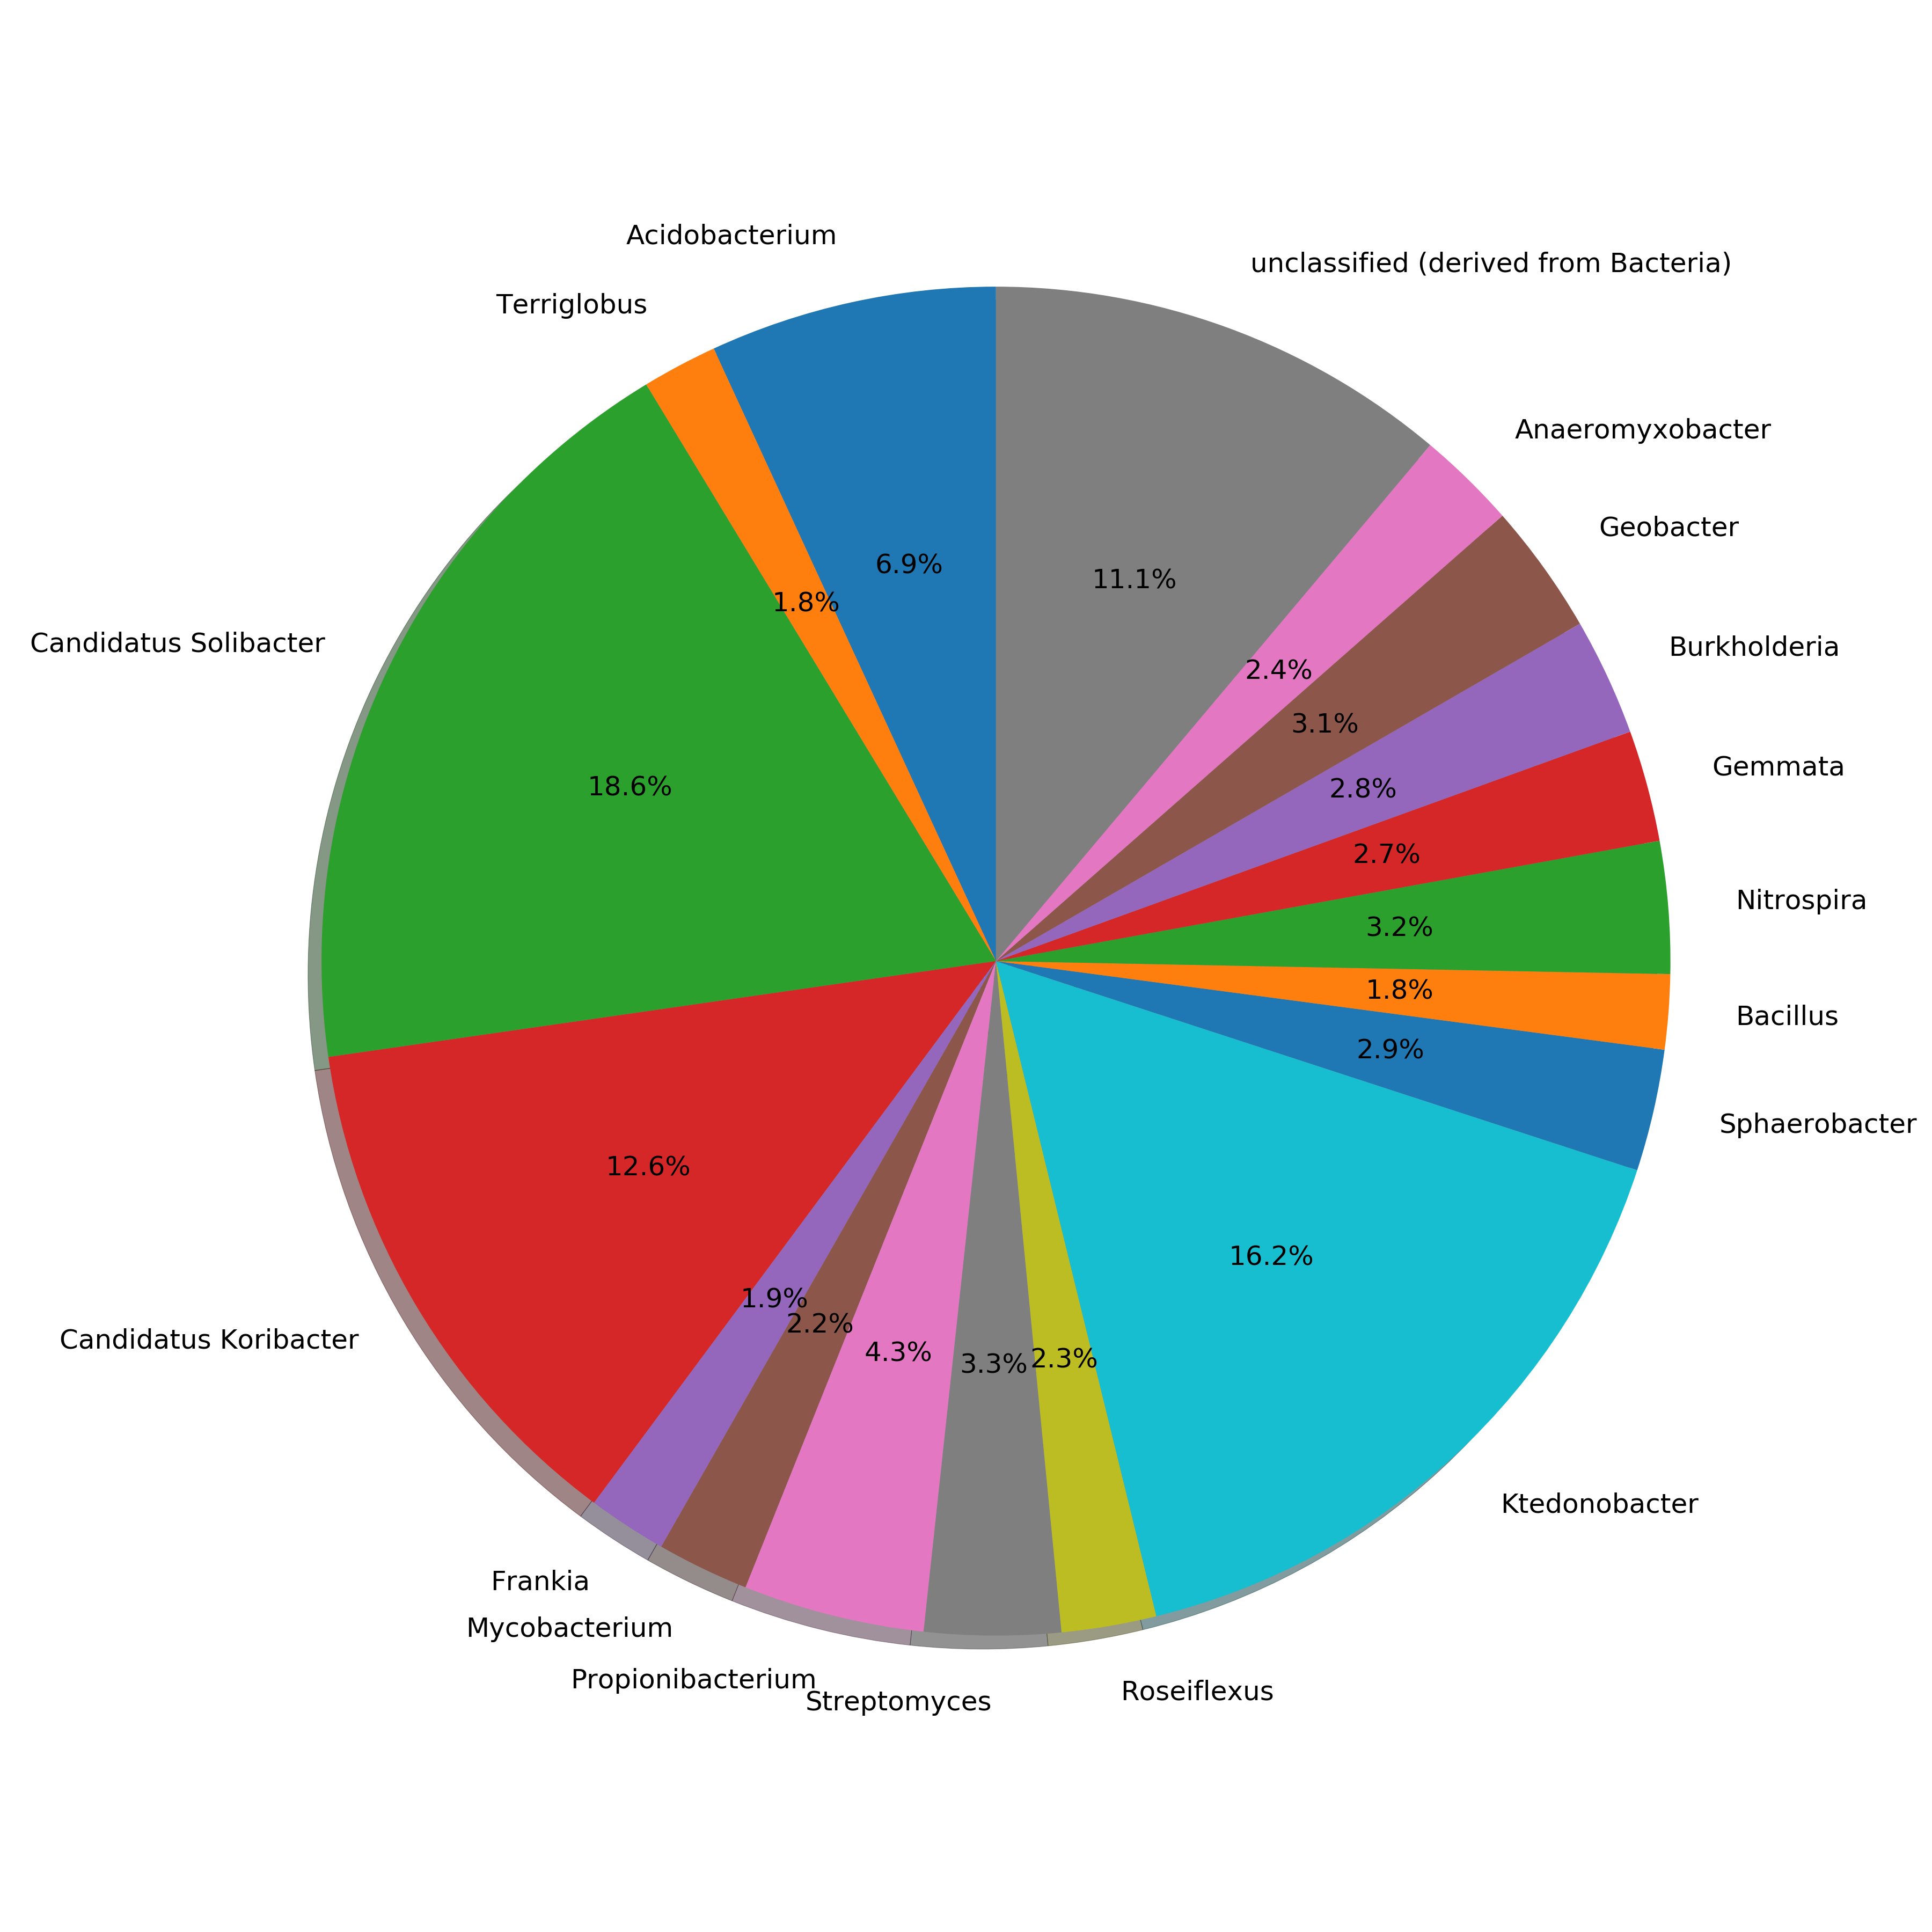 Acidobacterium
unclassified (derived from Bacteria)
Terriglobus
Anaeromyxobacter
Geobacter
6.9%
11.1%
1.8%
Candidatus Solibacter
Burkholderia
2.4%
3.1%
Gemmata
18.6%
2.8%
2.7%
Nitrospira
3.2%
1.8%
Bacillus
2.9%
Sphaerobacter
12.6%
16.2%
1.9%
2.2%
Candidatus Koribacter
4.3%
3.3%
2.3%
Ktedonobacter
Frankia
Mycobacterium
Propionibacterium
Streptomyces
Roseiflexus